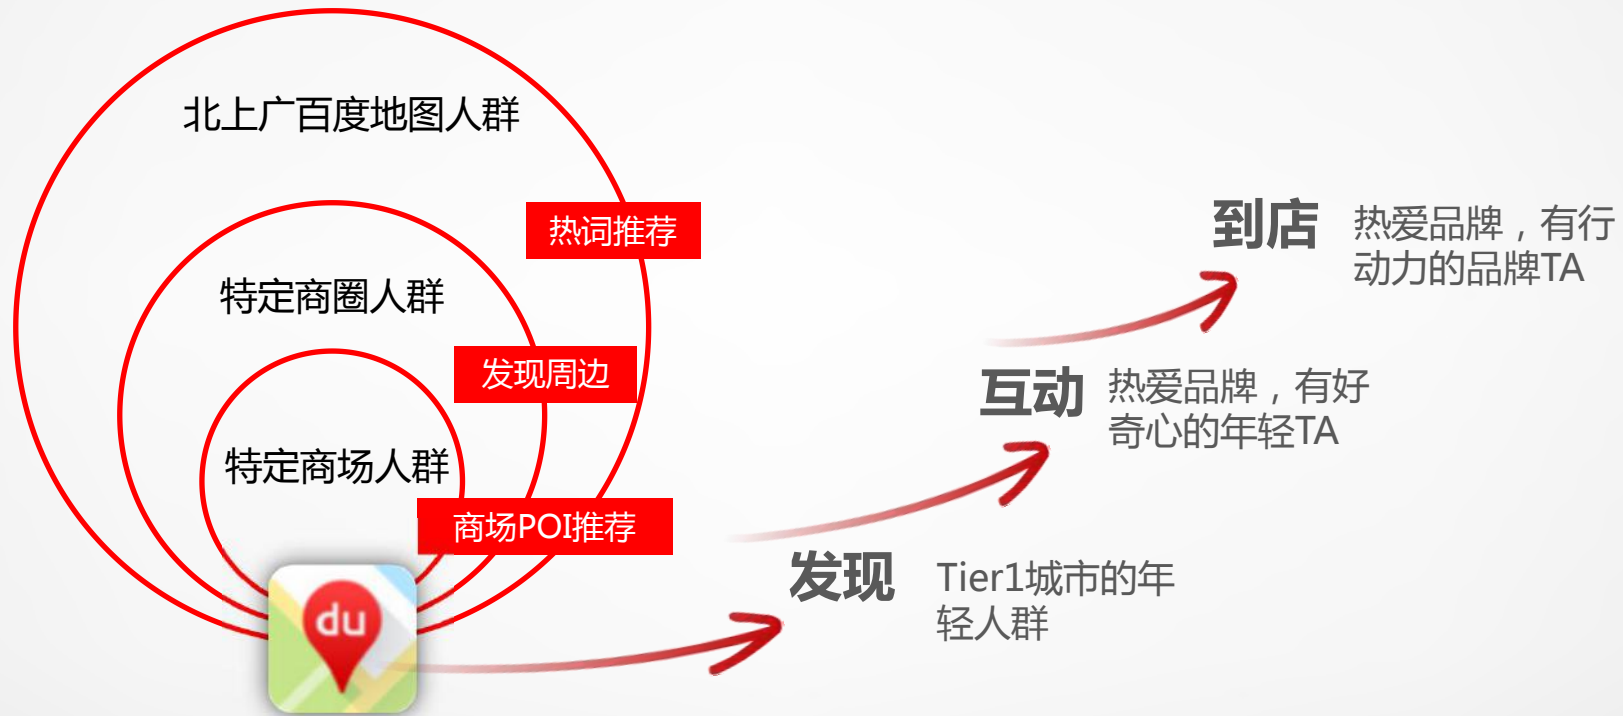 北上广百度地图人群
热词推荐
特定商圈人群
发现周边
特定商场人群
商场POI推荐
du
到店
热爱品牌，有行
动力的品牌TA
互动
热爱品牌，有好
奇心的年轻TA
发现
Tier1城市的年
轻人群